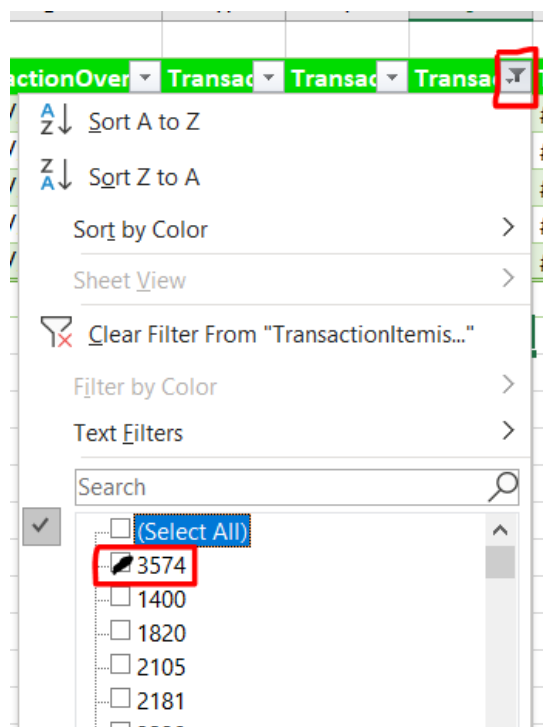 actionOver Transac Transac Transac
Sort A to Z
Sort Z to A
Sort by Color
Sheet View
Clear Filter From "TransactionItemis..."
Filter by Color
Text Filters
Search
(Select All)
3574
1400
1820
2105
2181